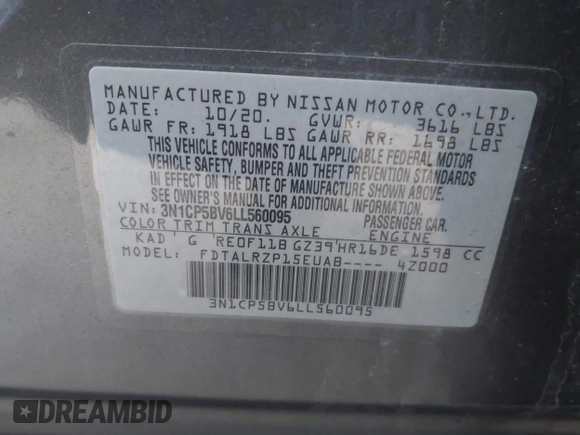 MANUFACTURED BY NISSAN MOTOR CO.,LTD.
DATE: 10/20. GVWR: 3616 LBS
GAWR FR: 1918 LBS GAWR RR: 1698 LBS
THIS VEHICLE CONFORMS TO ALL APPLICABLE FEDERAL MOTOR
VEHICLE SAFETY, BUMPER AND THEFT PREVENTION STANDARDS
IN EFFECT ON THE DATE OF MANUFACTURE SHOWN ABOVE.
SEE OWNER'S MANUAL FOR ADDITIONAL INFORMATION.
VIN: 3N1CP5BV6LL560095 PASSENGER CAR.
COLOR TRIM TRANS AXLE ENGINE
KAD G RE0F11B GZ39 HR16DE 1598 CC
MODEL: FDTALRZP15EUAB---- 4Z000
3N1CP5BV6LL560095
DREAMBID